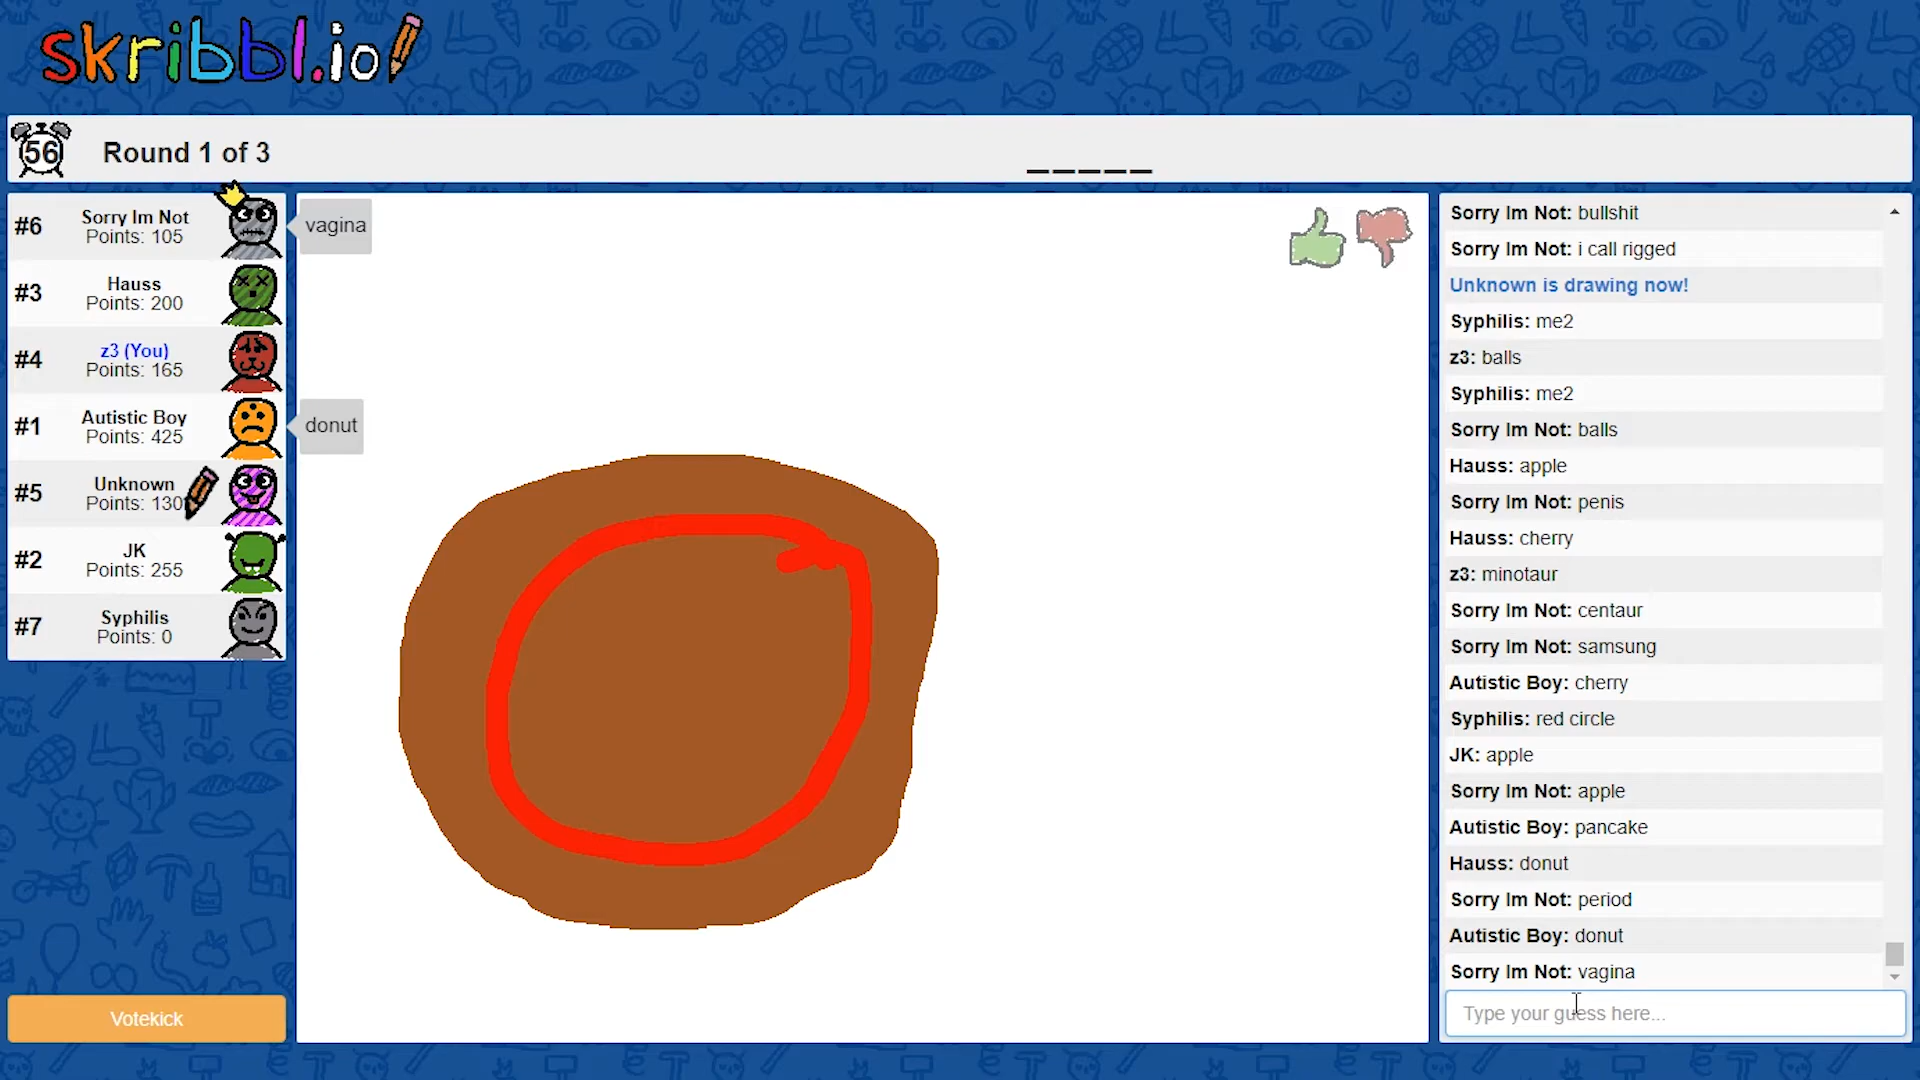 skribbl.io
56
Round 1 of 3
_ _ _ _ _
#6
Sorry Im Not
Points: 105
vagina
#3
Hauss
Points: 200
#4
z3 (You)
Points: 165
#1
Autistic Boy
Points: 425
donut
#5
Unknown
Points: 130
#2
JK
Points: 255
#7
Syphilis
Points: 0
Votekick
Sorry Im Not: bullshit
Sorry Im Not: i call rigged
Unknown is drawing now!
Syphilis: me2
z3: balls
Syphilis: me2
Sorry Im Not: balls
Hauss: apple
Sorry Im Not: penis
Hauss: cherry
z3: minotaur
Sorry Im Not: centaur
Sorry Im Not: samsung
Autistic Boy: cherry
Syphilis: red circle
JK: apple
Sorry Im Not: apple
Autistic Boy: pancake
Hauss: donut
Sorry Im Not: period
Autistic Boy: donut
Sorry Im Not: vagina
Type your guess here...